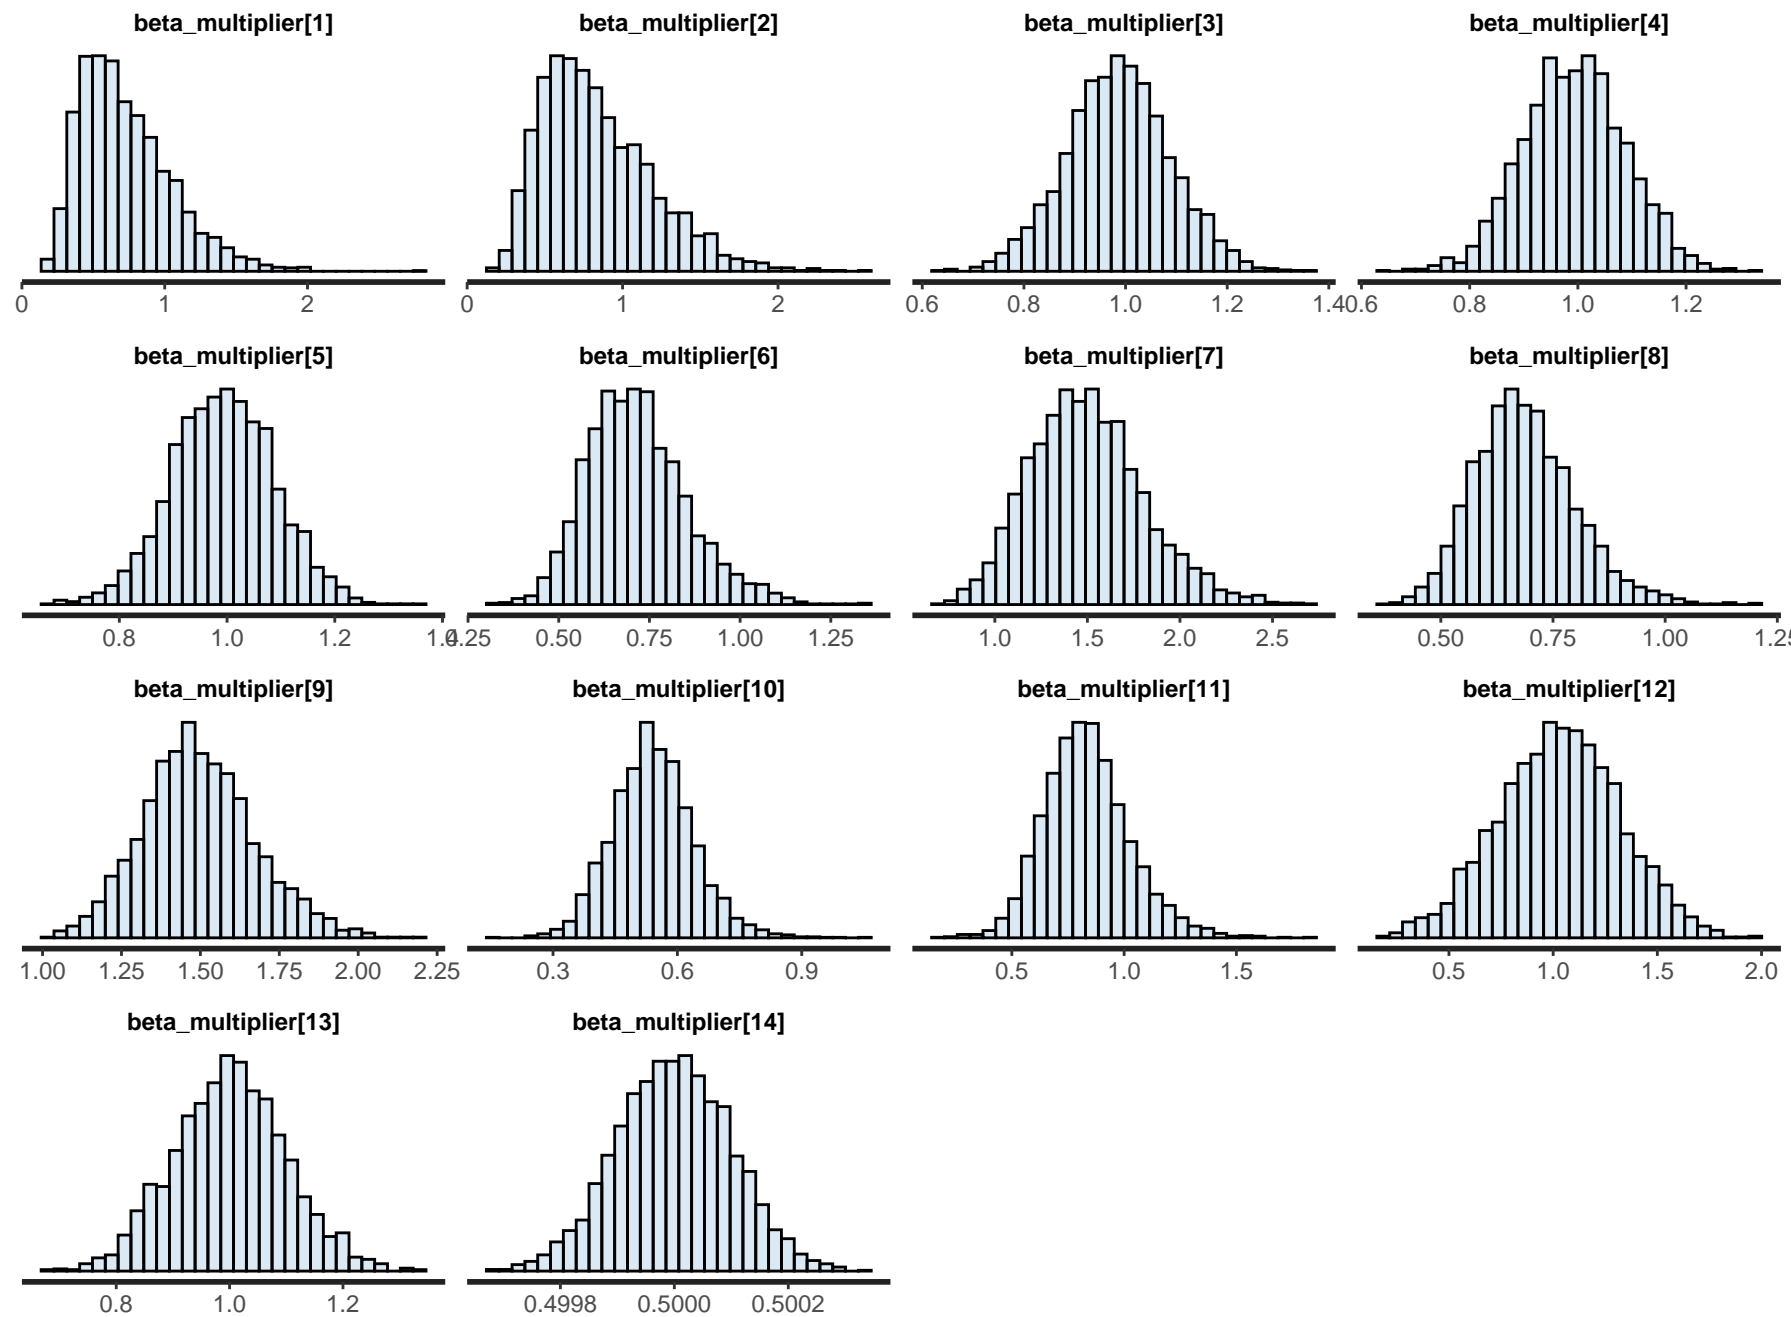 beta_multiplier[1] beta_multiplier[2] beta_multiplier[3] beta_multiplier[4]
0 1 2 0 1 2 0.6 0.8 1.0 1.2 1.4 0.6 0.8 1.0 1.2
beta_multiplier[5] beta_multiplier[6] beta_multiplier[7] beta_multiplier[8]
0.8 1.0 1.2 1.4 0.25 0.50 0.75 1.00 1.25 1.0 1.5 2.0 2.5 0.50 0.75 1.00 1.25
beta_multiplier[9] beta_multiplier[10] beta_multiplier[11] beta_multiplier[12]
1.00 1.25 1.50 1.75 2.00 2.25 0.3 0.6 0.9 0.5 1.0 1.5 0.5 1.0 1.5 2.0
beta_multiplier[13] beta_multiplier[14]
0.8 1.0 1.2 0.4998 0.5000 0.5002